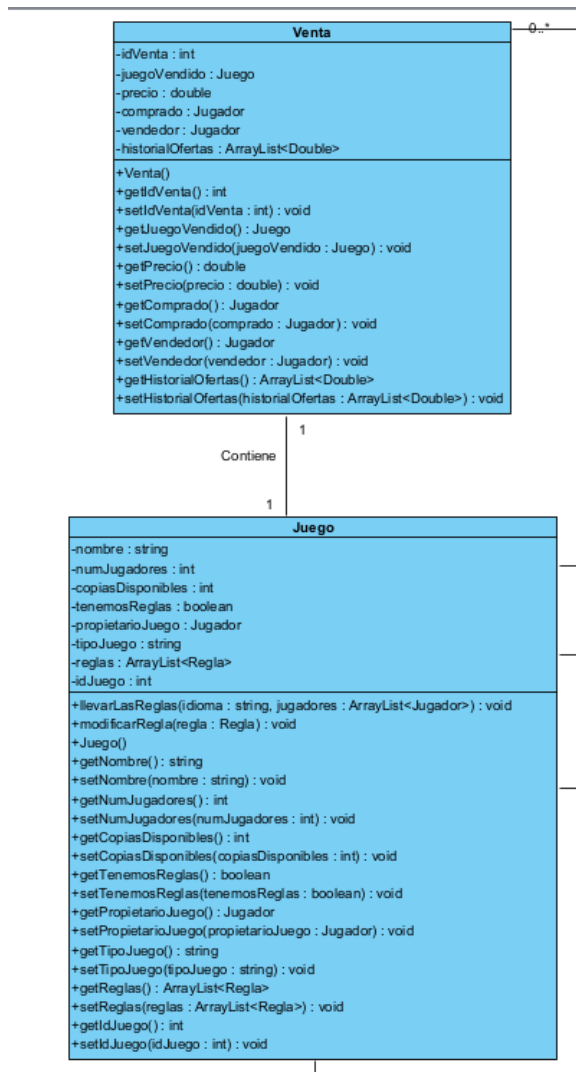 Venta
0..*
-idVenta : int
-juegoVendido : Juego
-precio : double
-comprado : Jugador
-vendedor : Jugador
-historialOfertas : ArrayList<Double>
+Venta()
+getIdVenta() : int
+setIdVenta(idVenta : int) : void
+getJuegoVendido() : Juego
+setJuegoVendido(juegoVendido : Juego) : void
+getPrecio() : double
+setPrecio(precio : double) : void
+getComprado() : Jugador
+setComprado(comprado : Jugador) : void
+getVendedor() : Jugador
+setVendedor(vendedor : Jugador) : void
+getHistorialOfertas() : ArrayList<Double>
+setHistorialOfertas(historialOfertas : ArrayList<Double>) : void
1
Contiene
1
Juego
-nombre : string
-numJugadores : int
-copiasDisponibles : int
-tenemosReglas : boolean
-propietarioJuego : Jugador
-tipoJuego : string
-reglas : ArrayList<Regla>
-idJuego : int
+llevarLasReglas(idioma : string, jugadores : ArrayList<Jugador>) : void
+modificarRegla(regla : Regla) : void
+Juego()
+getNombre() : string
+setNombre(nombre : string) : void
+getNumJugadores() : int
+setNumJugadores(numJugadores : int) : void
+getCopiasDisponibles() : int
+setCopiasDisponibles(copiasDisponibles : int) : void
+getTenemosReglas() : boolean
+setTenemosReglas(tenemosReglas : boolean) : void
+getPropietarioJuego() : Jugador
+setPropietarioJuego(propietarioJuego : Jugador) : void
+getTipoJuego() : string
+setTipoJuego(tipoJuego : string) : void
+getReglas() : ArrayList<Regla>
+setReglas(reglas : ArrayList<Regla>) : void
+getIdJuego() : int
+setIdJuego(idJuego : int) : void